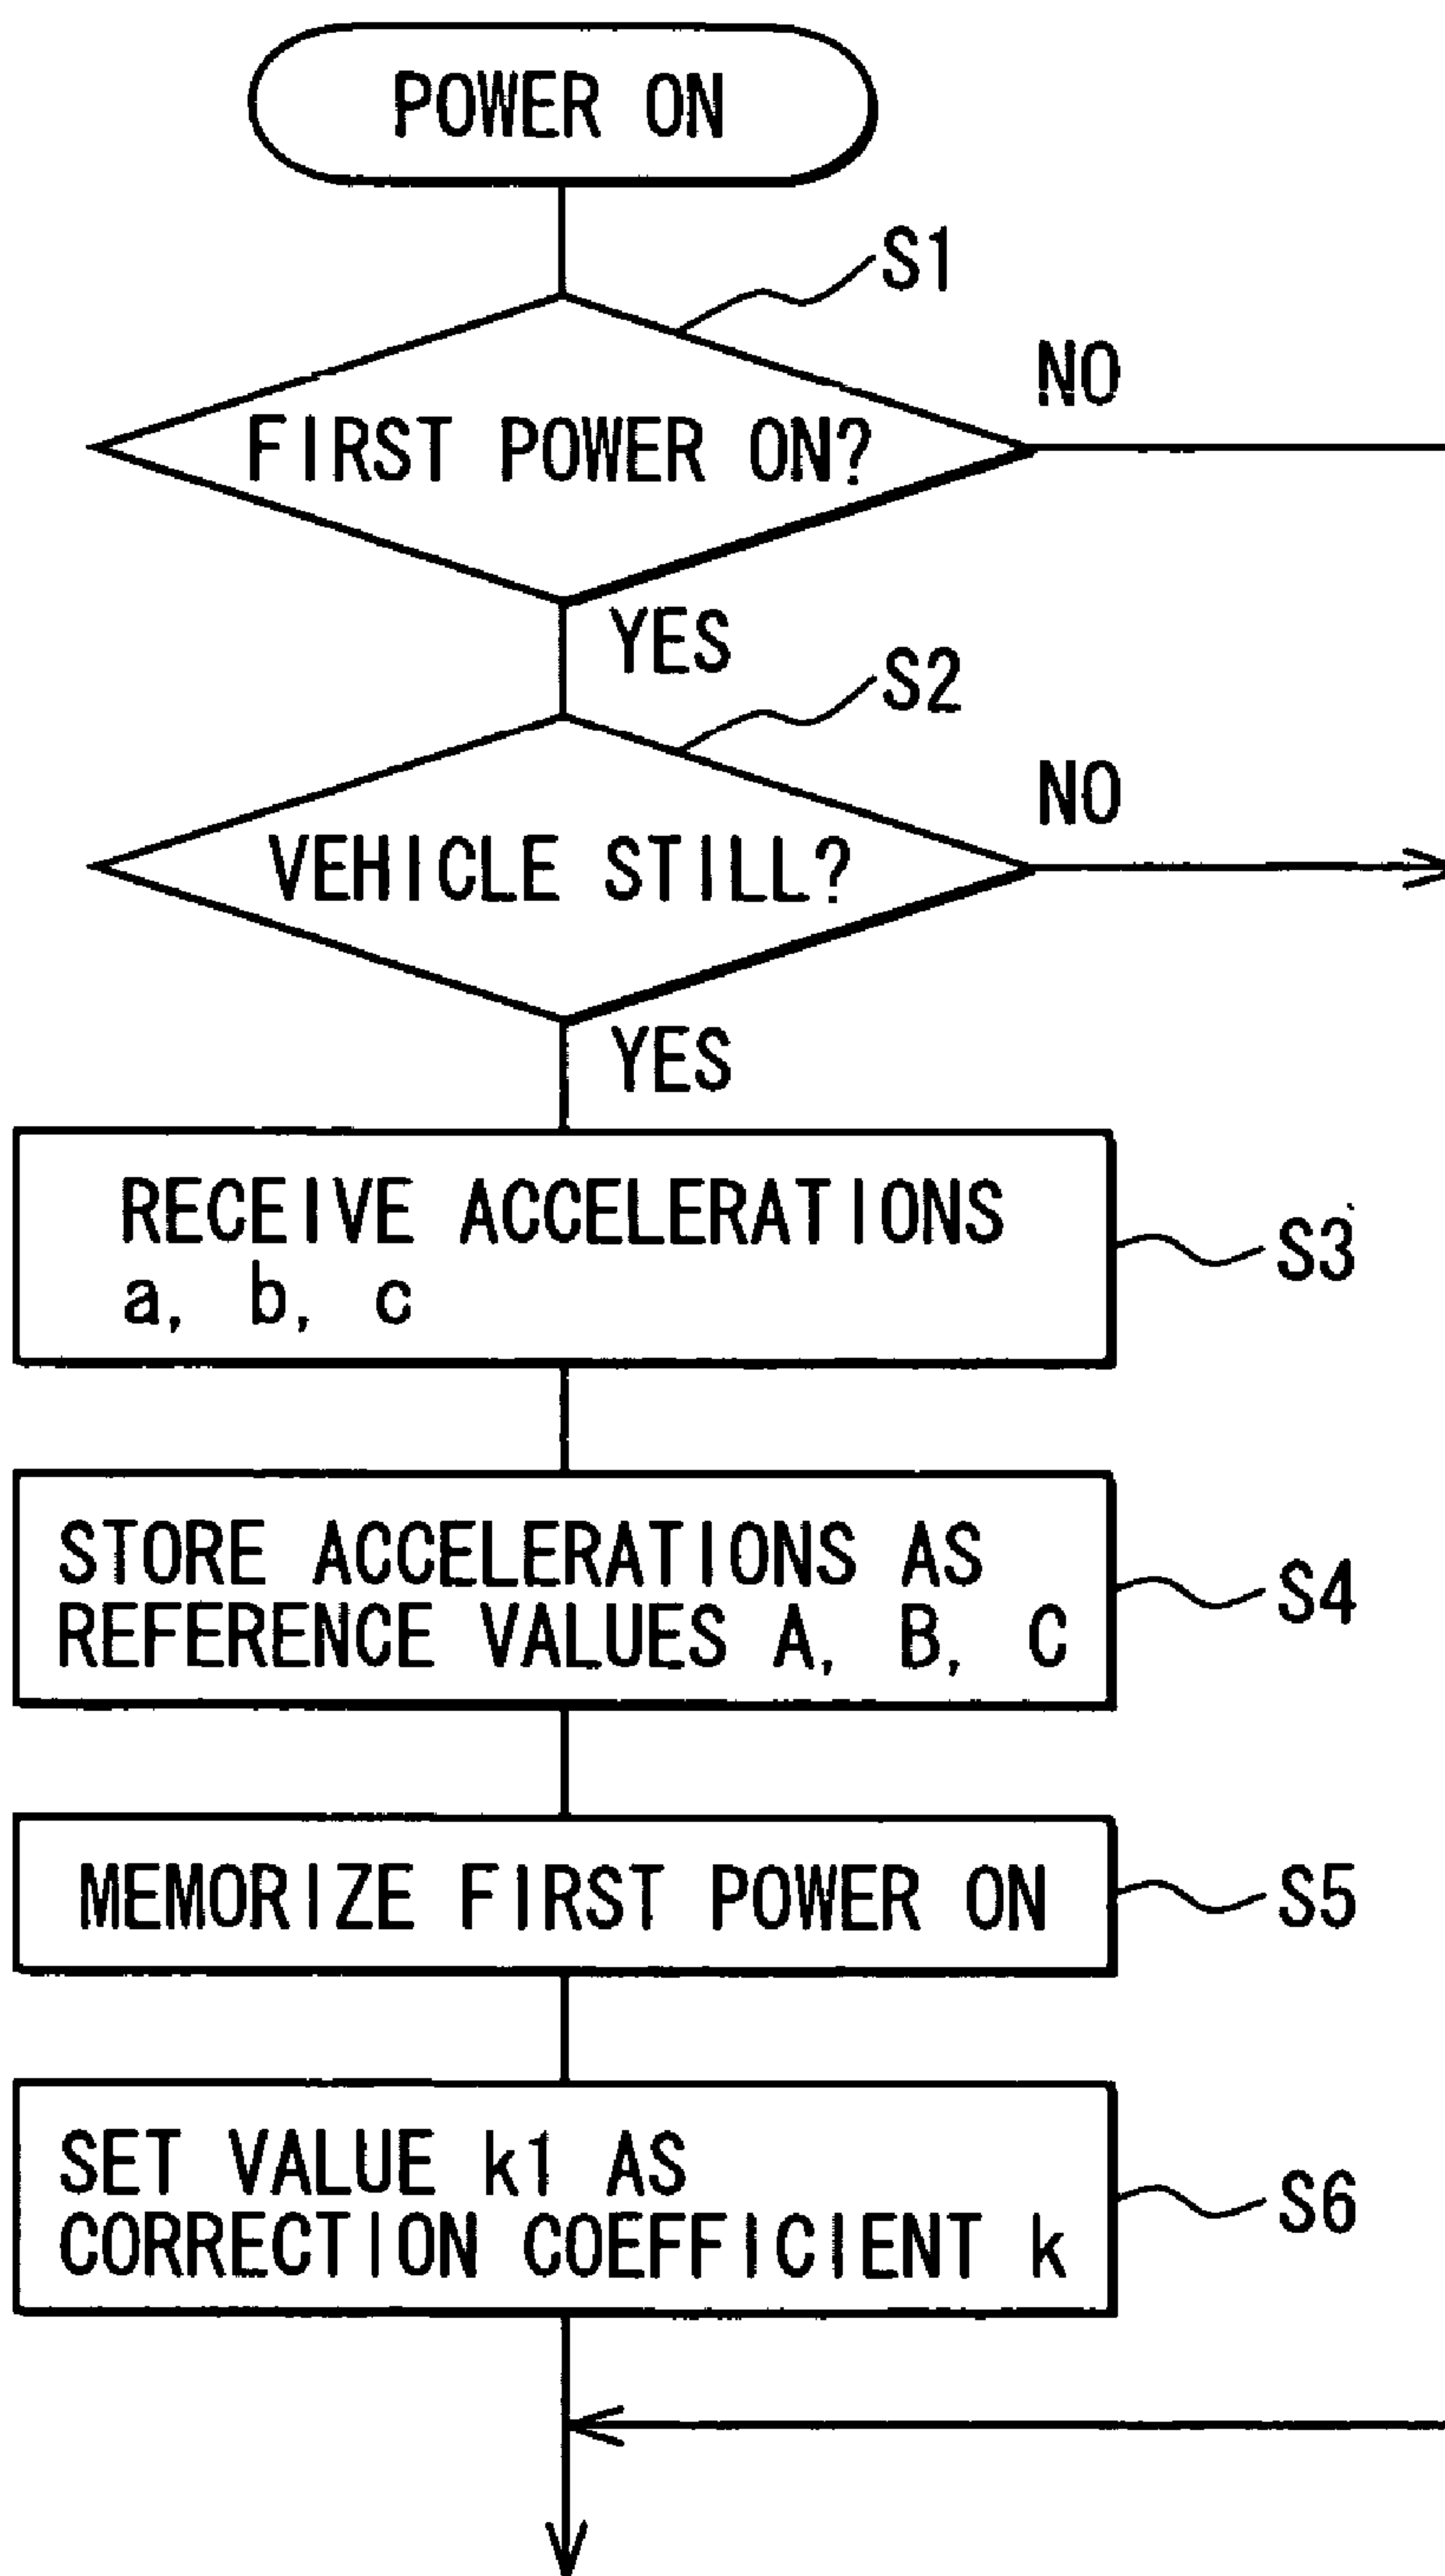 POWER ON
S1
NO
FIRST POWER ON?
YES
S2
NO
VEHICLE STILL?
YES
RECEIVE ACCELERATIONS
a, b, c
S3
STORE ACCELERATIONS AS
REFERENCE VALUES A, B, C
S4
MEMORIZE FIRST POWER ON
S5
SET VALUE k1 AS
CORRECTION COEFFICIENT k
S6